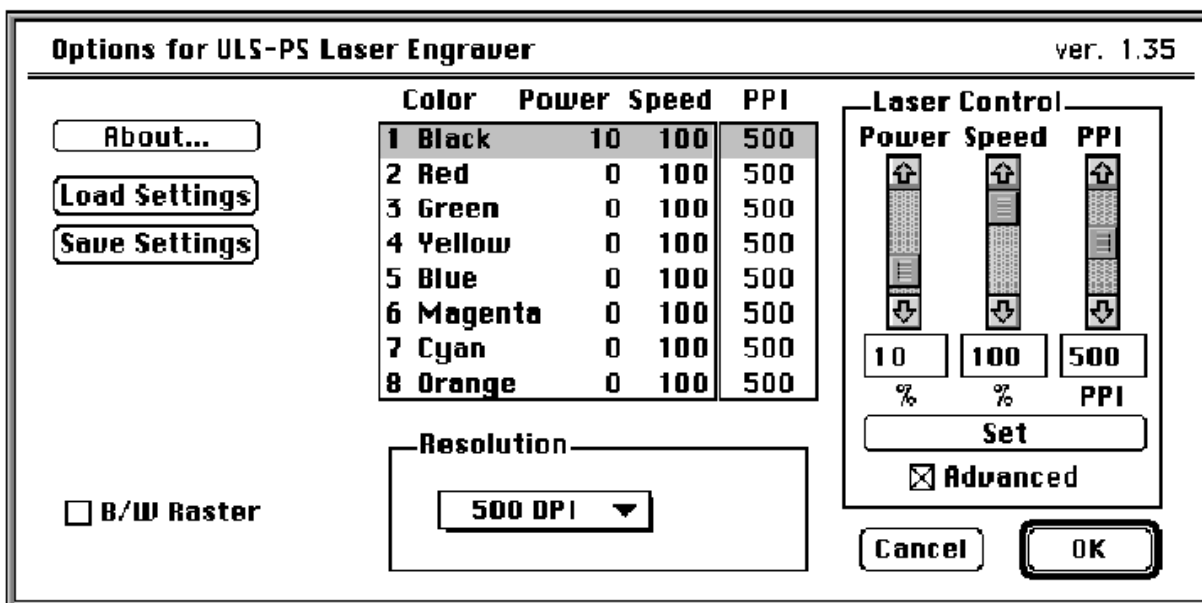 Options for ULS-PS Laser Engraver ver. 1.35
About...
Load Settings
Save Settings
B/W Raster
Color Power Speed PPI
1 Black 10 100 500
2 Red 0 100 500
3 Green 0 100 500
4 Yellow 0 100 500
5 Blue 0 100 500
6 Magenta 0 100 500
7 Cyan 0 100 500
8 Orange 0 100 500
Resolution
500 DPI
Laser Control
Power Speed PPI
10 100 500
% % PPI
Set
Advanced
Cancel OK